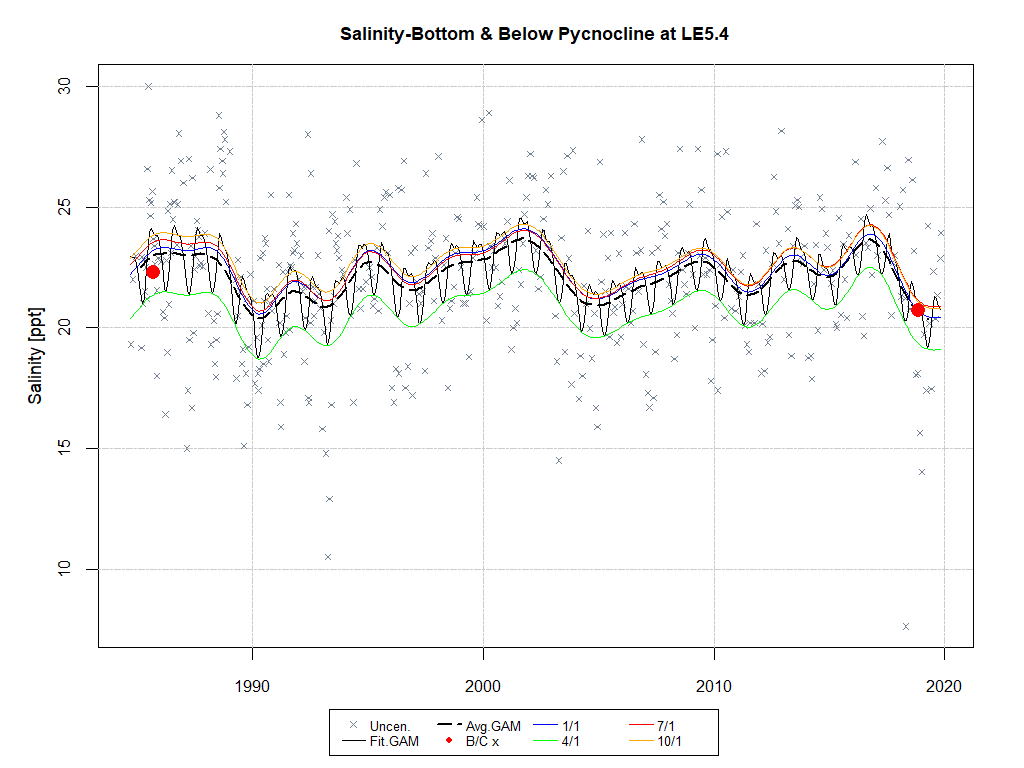 Salinity-Bottom & Below Pycnocline at LE5.4
Salinity [ppt]
30
25
20
15
10
1990 2000 2010 2020
Uncen. Avg.GAM 1/1 7/1
Fit.GAM B/C x 4/1 10/1